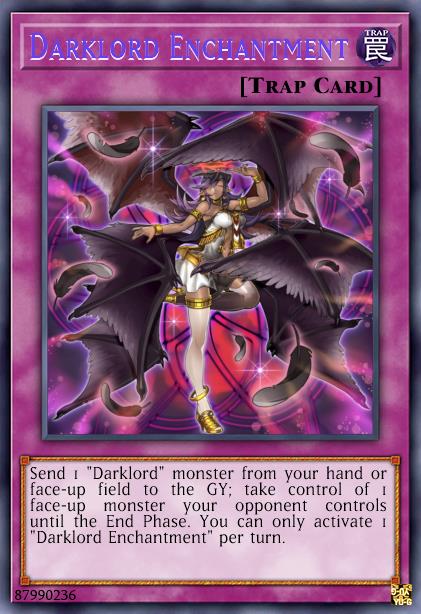 Darklord Enchantment
TRAP
罠
[Trap Card]
Send 1 "Darklord" monster from your hand or
face-up field to the GY; take control of 1
face-up monster your opponent controls
until the End Phase. You can only activate 1
"Darklord Enchantment" per turn.
87990236